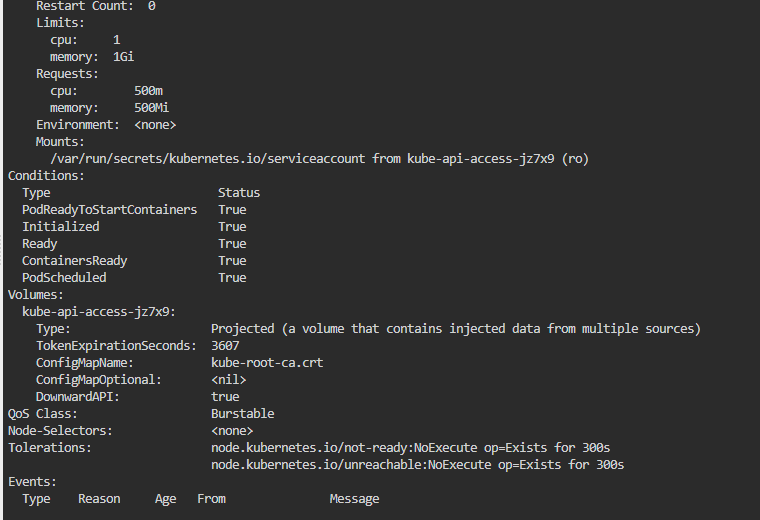 Restart Count:  0
Limits:
cpu:     1
memory:  1Gi
Requests:
cpu:        500m
memory:     500Mi
Environment:  <none>
Mounts:
/var/run/secrets/kubernetes.io/serviceaccount from kube-api-access-jz7x9 (ro)
Conditions:
Type                        Status
PodReadyToStartContainers   True
Initialized                 True
Ready                       True
ContainersReady             True
PodScheduled                True
Volumes:
kube-api-access-jz7x9:
Type:                    Projected (a volume that contains injected data from multiple sources)
TokenExpirationSeconds:  3607
ConfigMapName:           kube-root-ca.crt
ConfigMapOptional:       <nil>
DownwardAPI:             true
QoS Class:                   Burstable
Node-Selectors:              <none>
Tolerations:                 node.kubernetes.io/not-ready:NoExecute op=Exists for 300s
node.kubernetes.io/unreachable:NoExecute op=Exists for 300s
Events:
Type    Reason     Age   From               Message